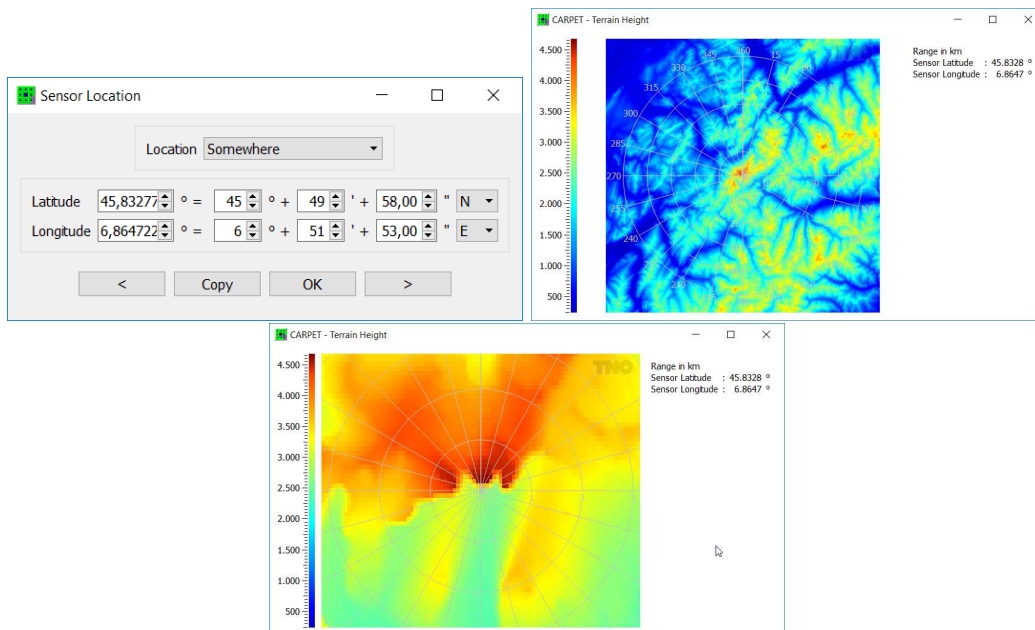 Sensor Location
Location Somewhere
Latitude 45,83277 º = 45 º + 49 ' + 58,00 " N
Longitude 6,864722 º = 6 º + 51 ' + 53,00 " E
< Copy OK >
CARPET - Terrain Height
4.500
4.000
3.500
3.000
2.500
2.000
1.500
1.000
500
360
15
330
315
285
270
255
240
210
Range in km
Sensor Latitude : 45.8328 º
Sensor Longitude : 6.8647 º
CARPET - Terrain Height
4.500
4.000
3.500
3.000
2.500
2.000
1.500
1.000
500
TNO
Range in km
Sensor Latitude : 45.8328 º
Sensor Longitude : 6.8647 º